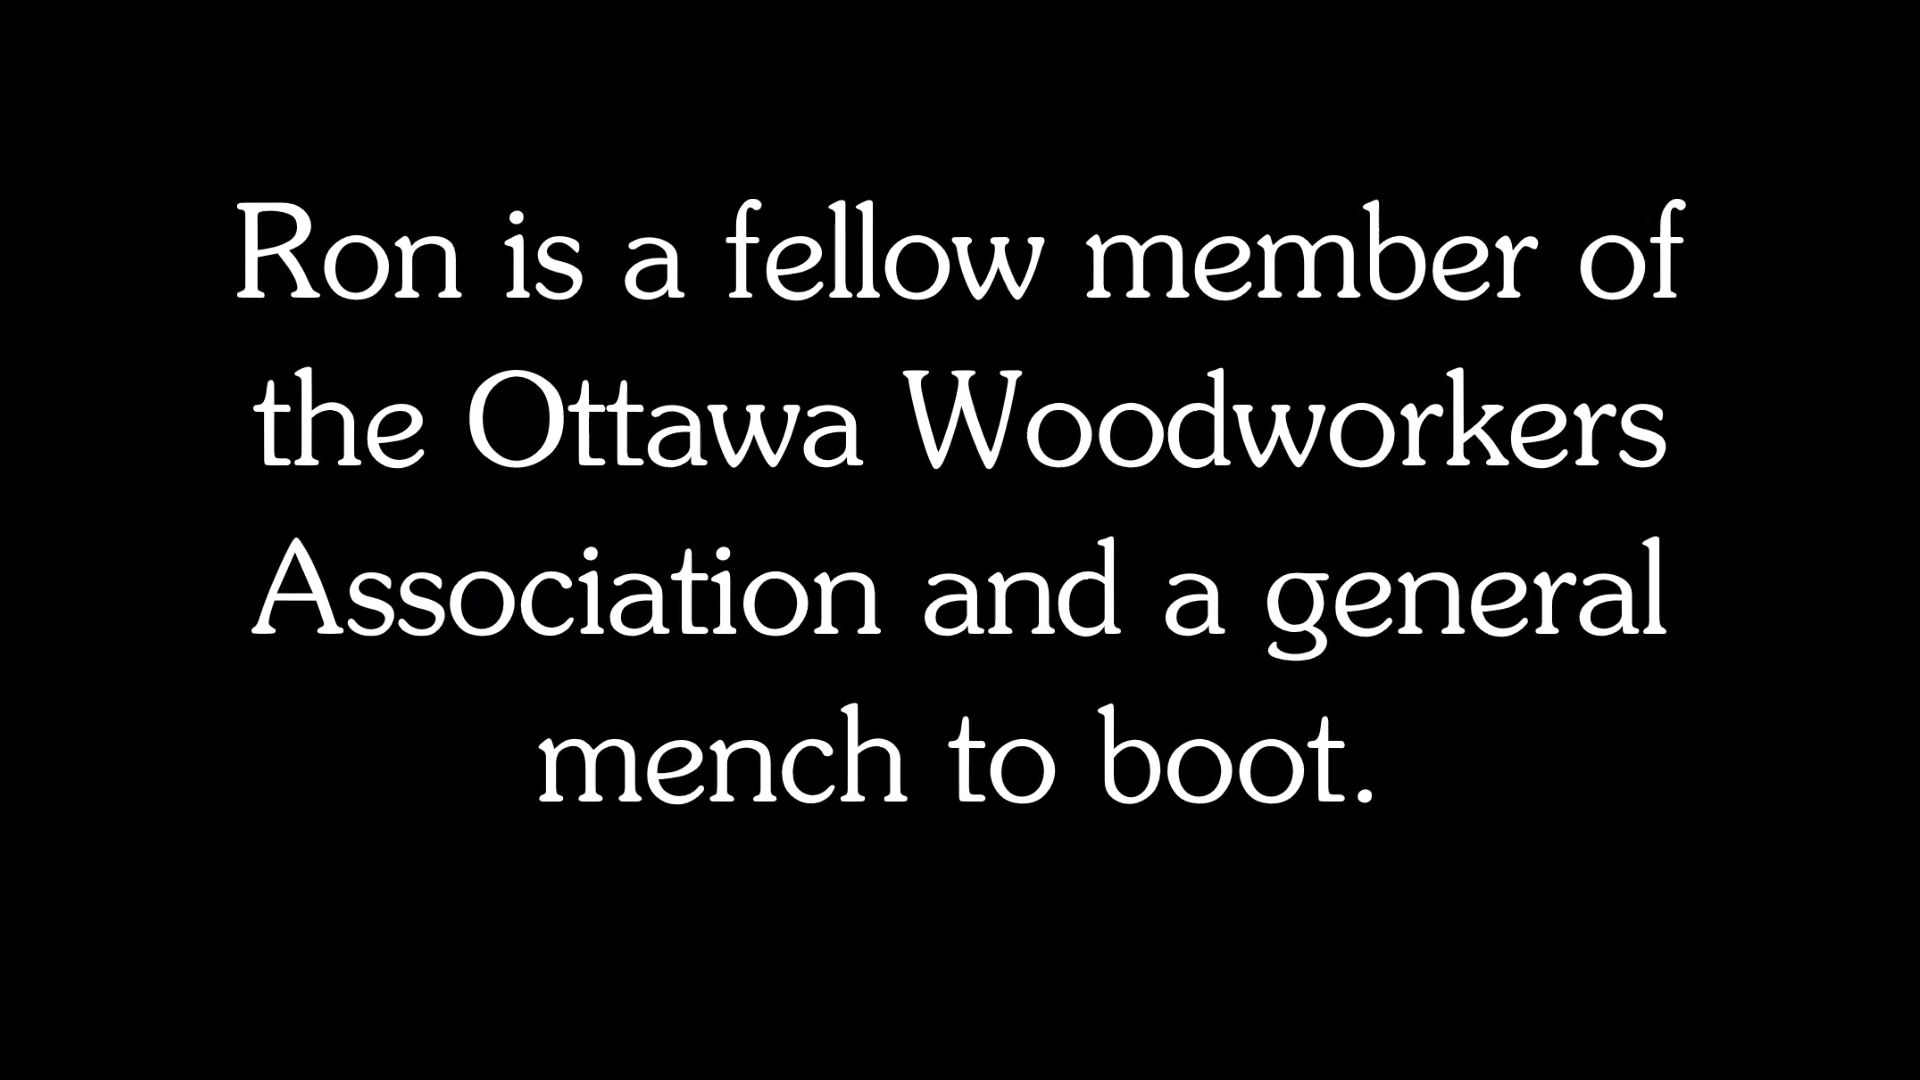 Ron is a fellow member of
the Ottawa Woodworkers
Association and a general
mench to boot.